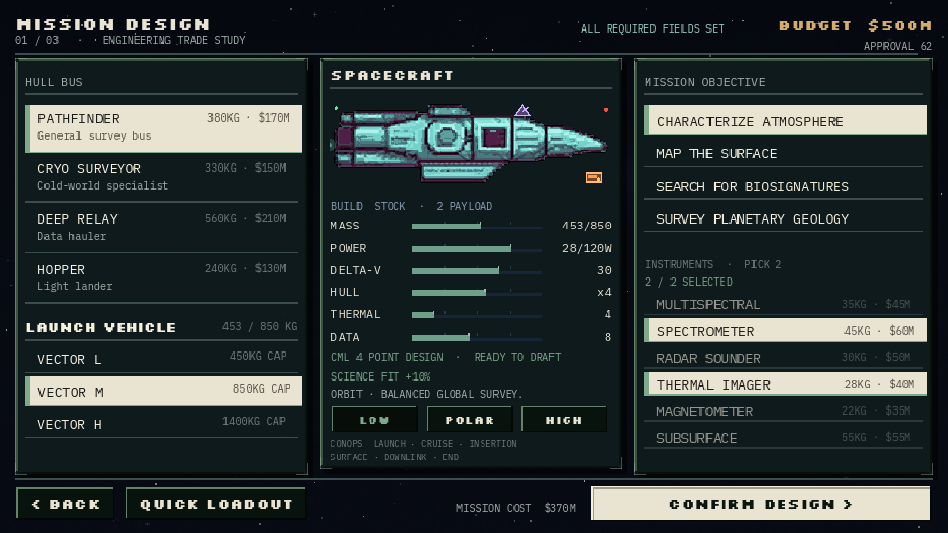 MISSION DESIGN
01 / 03 · · ENGINEERING TRADE STUDY
ALL REQUIRED FIELDS SET
BUDGET $500M
APPROVAL 62
HULL BUS
PATHFINDER 380KG · $170M
General survey bus
CRYO SURVEYOR 330KG · $150M
Cold-world specialist
DEEP RELAY 560KG · $210M
Data hauler
HOPPER 240KG · $130M
Light lander
LAUNCH VEHICLE 453 / 850 KG
VECTOR L 450KG CAP
VECTOR M 850KG CAP
VECTOR H 1400KG CAP
SPACECRAFT
BUILD STOCK · 2 PAYLOAD
MASS 453/850
POWER 28/120W
DELTA-V 30
HULL x4
THERMAL 4
DATA 8
CML 4 POINT DESIGN · READY TO DRAFT
SCIENCE FIT +10%
ORBIT · BALANCED GLOBAL SURVEY.
LOW POLAR HIGH
CONOPS LAUNCH · CRUISE · INSERTION
SURFACE · DOWNLINK · END
MISSION OBJECTIVE
CHARACTERIZE ATMOSPHERE
MAP THE SURFACE
SEARCH FOR BIOSIGNATURES
SURVEY PLANETARY GEOLOGY
INSTRUMENTS · PICK 2
2 / 2 SELECTED
MULTISPECTRAL 35KG · $45M
SPECTROMETER 45KG · $60M
RADAR SOUNDER 30KG · $50M
THERMAL IMAGER 28KG · $40M
MAGNETOMETER 22KG · $35M
SUBSURFACE 55KG · $55M
< BACK
QUICK LOADOUT
MISSION COST $370M
CONFIRM DESIGN >